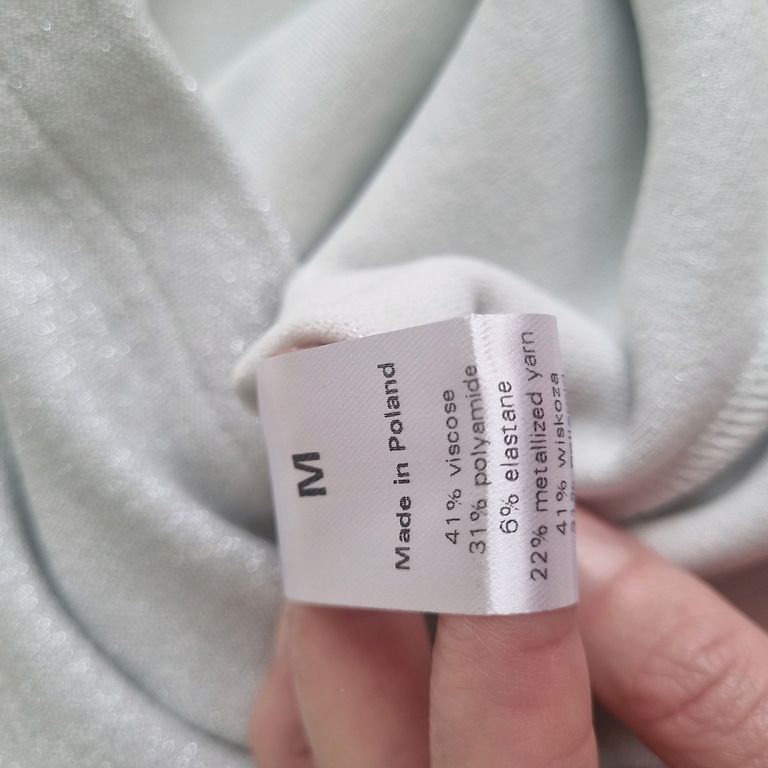 M
Made in Poland
41% viscose
31% polyamide
6% elastane
22% metallized yarn
41% wiskoza